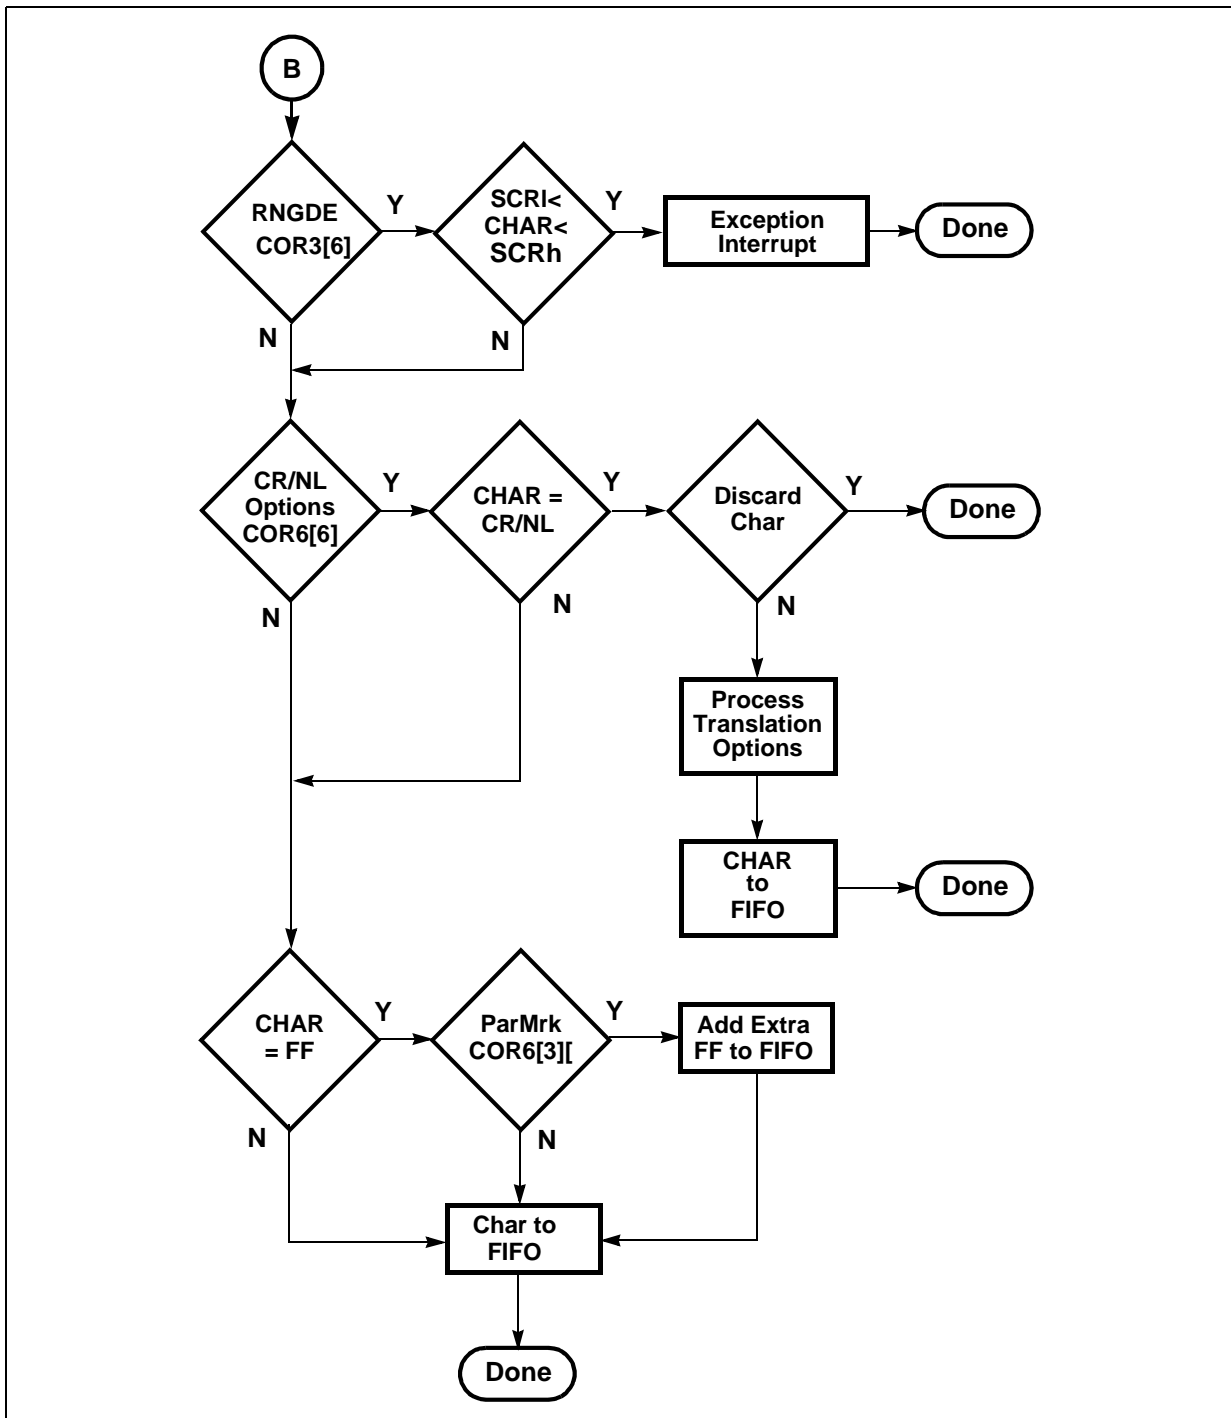 B
RNGDE
COR3[6]
Y
SCRl<
CHAR<
SCRh
Y
Exception
Interrupt
Done
N
N
CR/NL
Options
COR6[6]
Y
CHAR =
CR/NL
Y
Discard
Char
Y
Done
N
N
N
Process
Translation
Options
CHAR
to
FIFO
Done
CHAR
= FF
Y
ParMrk
COR6[3][
Y
Add Extra
FF to FIFO
N
N
Char to
FIFO
Done